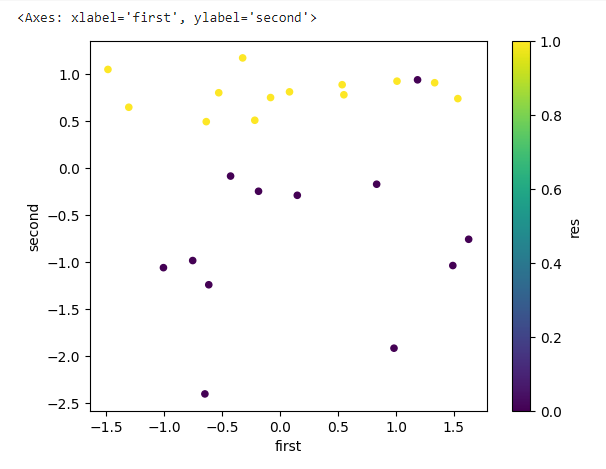 <Axes: xlabel='first', ylabel='second'>
1.0
0.5
0.0
−0.5
−1.0
−1.5
−2.0
−2.5
second
−1.5 −1.0 −0.5 0.0 0.5 1.0 1.5
first
1.0
0.8
0.6
0.4
0.2
0.0
res